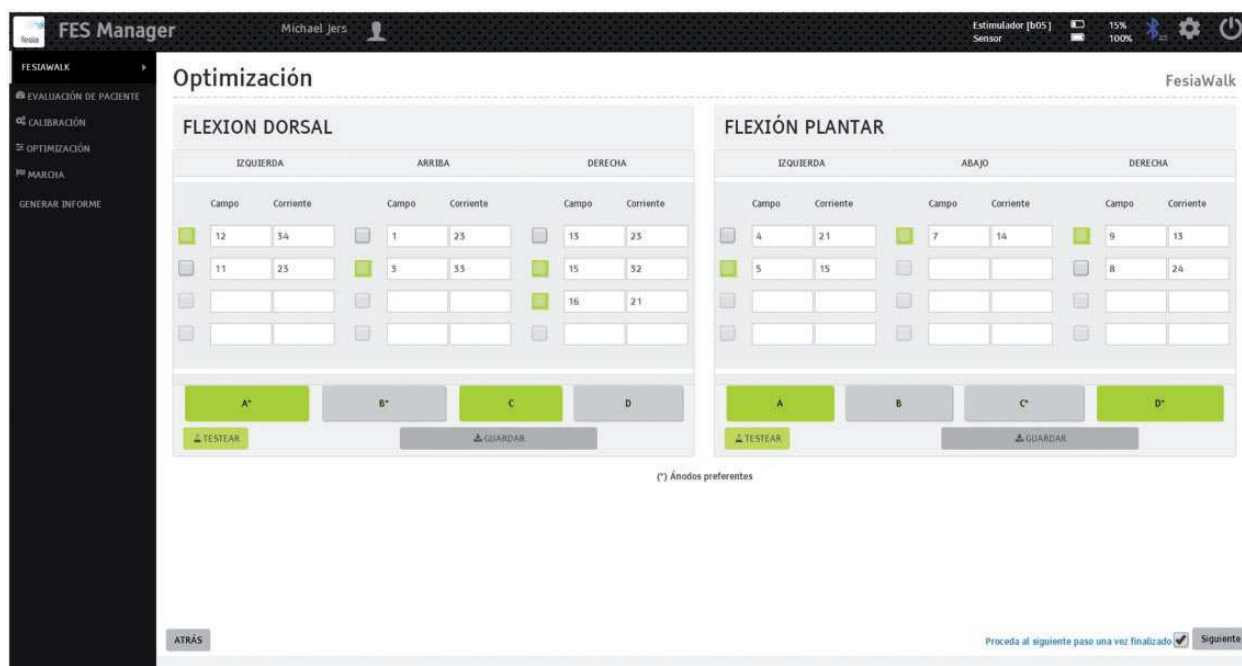 fesia FES Manager Michael Jers Estimulador [b05] 15%
Sensor 100%
FESIAWALK
EVALUACIÓN DE PACIENTE
CALIBRACIÓN
OPTIMIZACIÓN
MARCHA
GENERAR INFORME
Optimización FesiaWalk
FLEXION DORSAL
IZQUIERDA ARRIBA DERECHA
Campo Corriente Campo Corriente Campo Corriente
12 34 1 23 13 23
11 23 3 33 15 32
16 21
A* B* C D
TESTEAR GUARDAR
FLEXIÓN PLANTAR
IZQUIERDA ABAJO DERECHA
Campo Corriente Campo Corriente Campo Corriente
4 21 7 14 9 13
5 15 8 24
A B C* D*
TESTEAR GUARDAR
(*) Ánodos preferentes
ATRÁS Proceda al siguiente paso una vez finalizado Siguiente